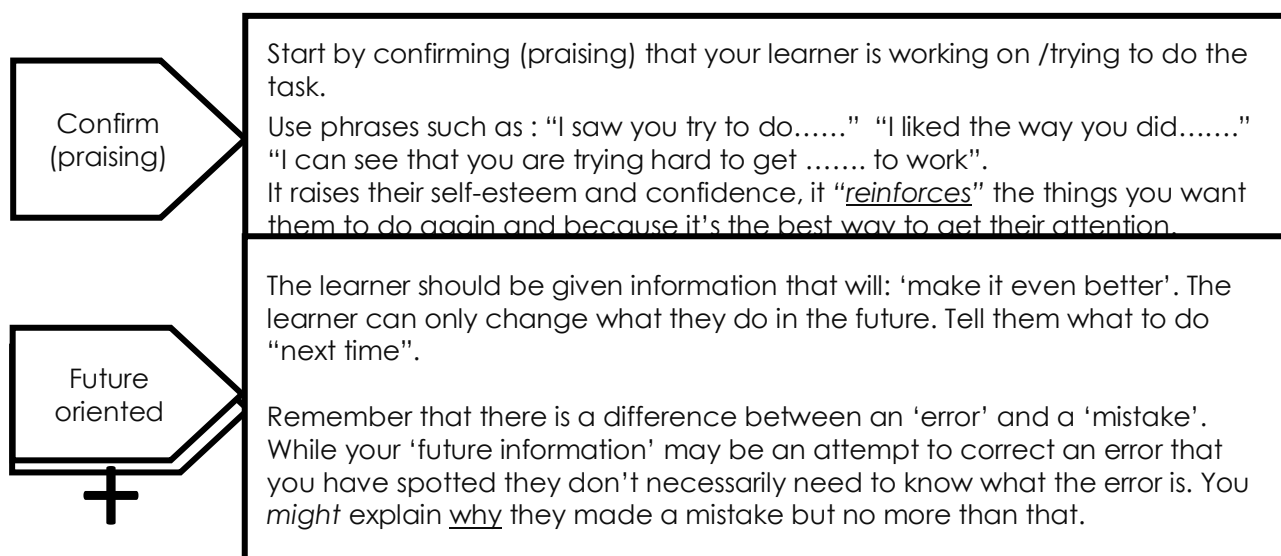 Confirm
(praising)
Start by confirming (praising) that your learner is working on /trying to do the
task.
Use phrases such as : “I saw you try to do……” “I liked the way you did…….”
“I can see that you are trying hard to get ……. to work”.
It raises their self-esteem and confidence, it “reinforces” the things you want
them to do again and because it’s the best way to get their attention.
Future
oriented
The learner should be given information that will: ‘make it even better’. The
learner can only change what they do in the future. Tell them what to do
“next time”.
Remember that there is a difference between an ‘error’ and a ‘mistake’.
While your ‘future information’ may be an attempt to correct an error that
you have spotted they don’t necessarily need to know what the error is. You
might explain why they made a mistake but no more than that.